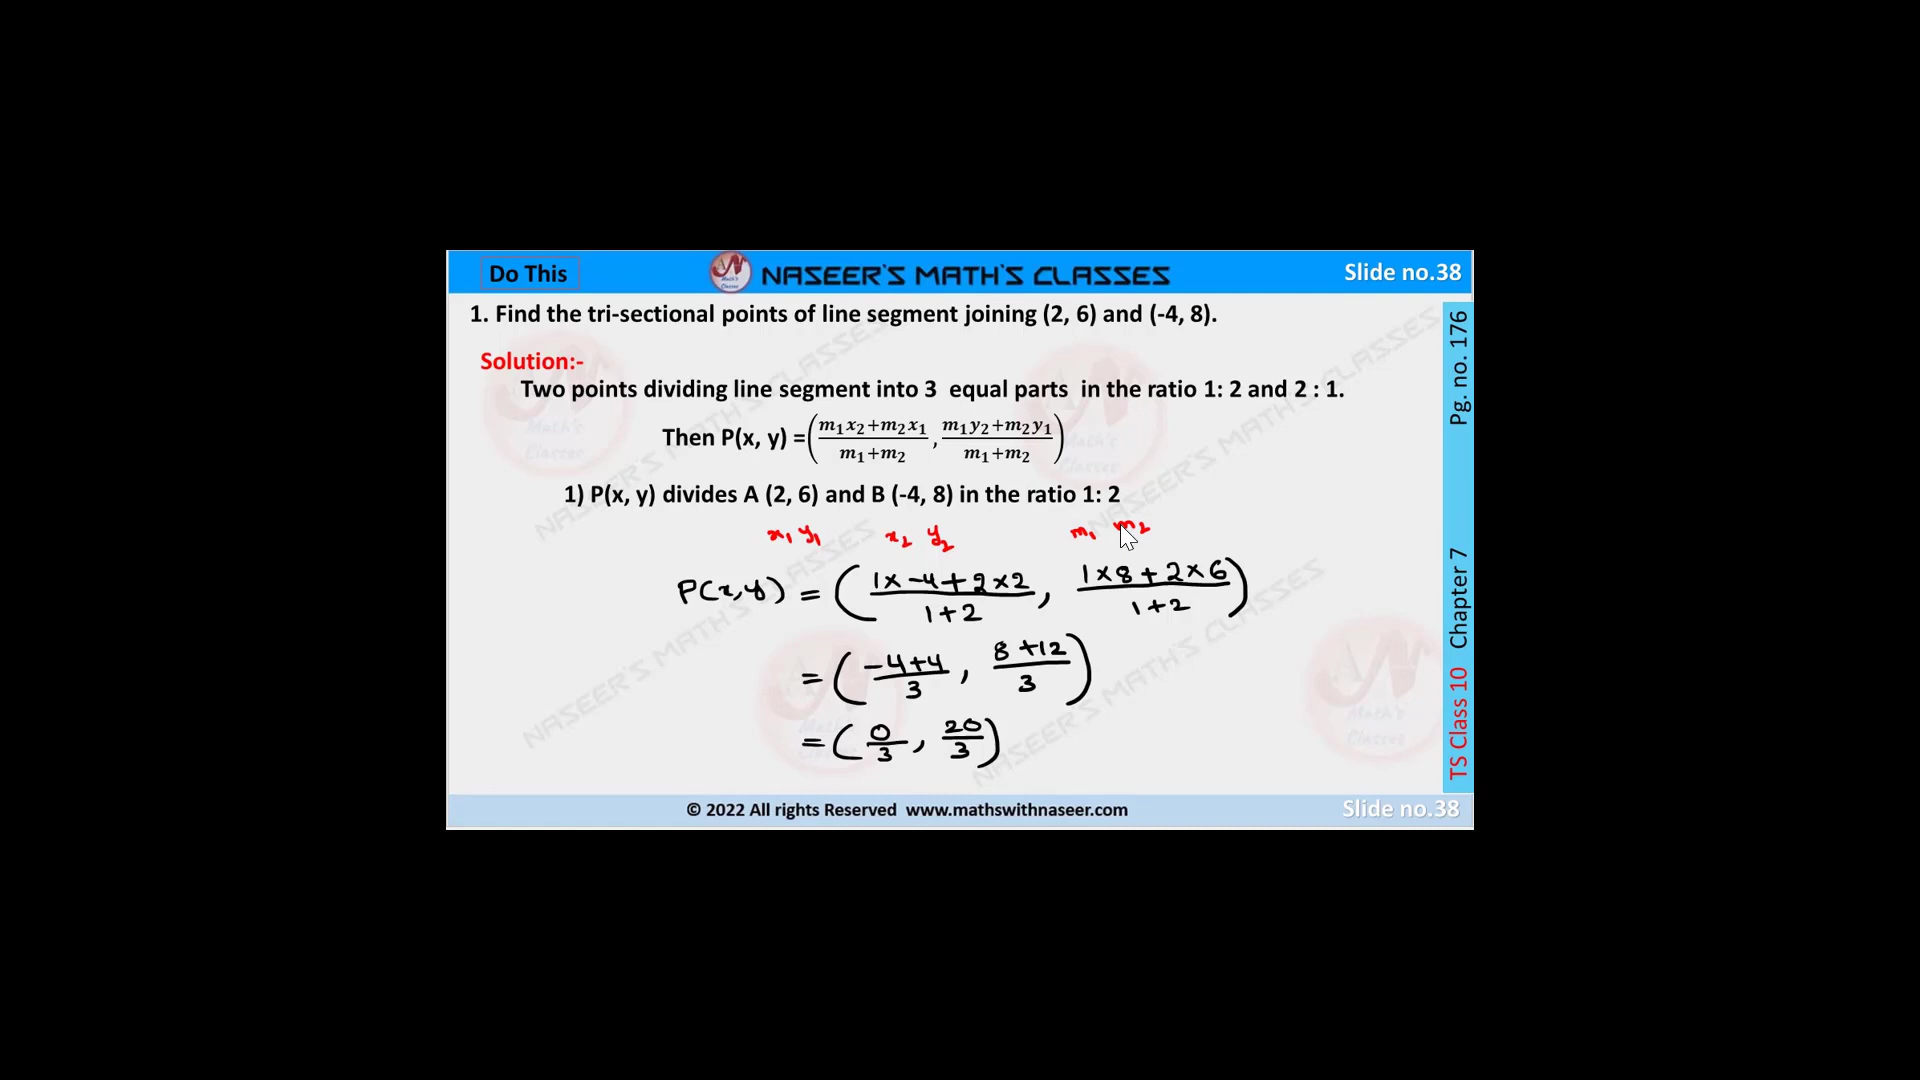 Do This
NASEER'S MATH'S CLASSES
Slide no.38
1. Find the tri-sectional points of line segment joining (2, 6) and (-4, 8).
Solution:-
Two points dividing line segment into 3 equal parts in the ratio 1: 2 and 2 : 1.
Then P(x, y) =(m₁x₂+m₂x₁/m₁+m₂, m₁y₂+m₂y₁/m₁+m₂)
1) P(x, y) divides A (2, 6) and B (-4, 8) in the ratio 1: 2
x₁ y₁ x₂ y₂ m₁ m₂
P(x,y) = (1×-4+2×2/1+2, 1×8+2×6/1+2)
= (-4+4/3, 8+12/3)
= (0/3, 20/3)
Pg. no. 176
Chapter 7
TS Class 10
© 2022 All rights Reserved www.mathswithnaseer.com
Slide no.38